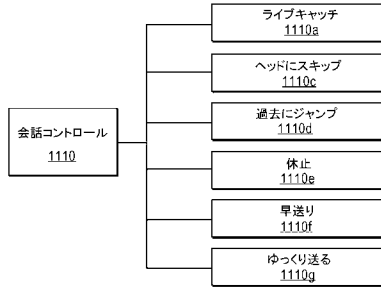 会話コントロール
1110
ライブキャッチ
1110a
ヘッドにスキップ
1110c
過去にジャンプ
1110d
休止
1110e
早送り
1110f
ゆっくり送る
1110g